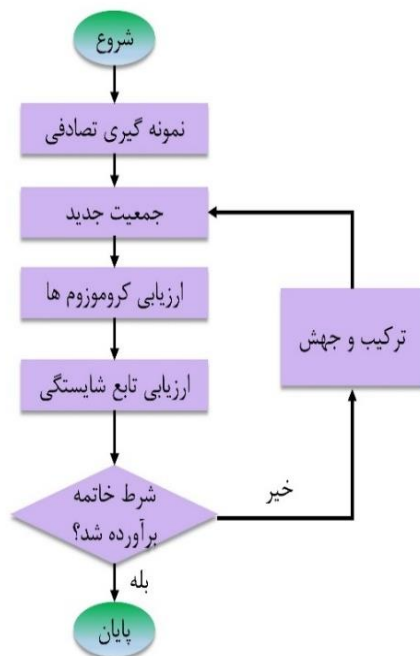 شروع
نمونه گیری تصادفی
جمعیت جدید
ارزیابی کروموزوم ها
ترکیب و جهش
ارزیابی تابع شایستگی
شرط خاتمه
برآورده شد؟
خیر
بله
پایان